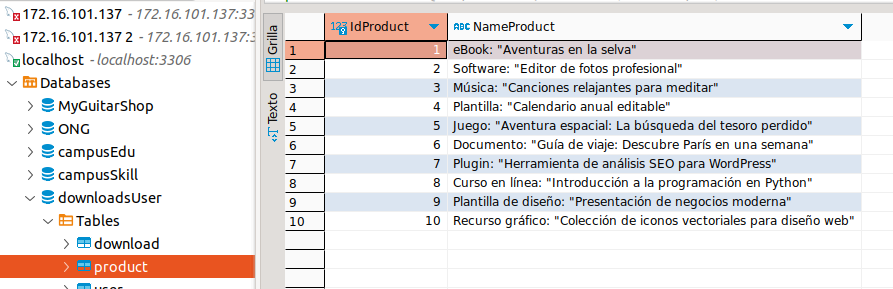 172.16.101.137 - 172.16.101.137:33
172.16.101.137 2 - 172.16.101.137:
localhost - localhost:3306
Databases
MyGuitarShop
ONG
campusEdu
campusSkill
downloadsUser
Tables
download
product
Grilla
Texto
123 IdProduct ABC NameProduct
1 1 eBook: "Aventuras en la selva"
2 2 Software: "Editor de fotos profesional"
3 3 Música: "Canciones relajantes para meditar"
4 4 Plantilla: "Calendario anual editable"
5 5 Juego: "Aventura espacial: La búsqueda del tesoro perdido"
6 6 Documento: "Guía de viaje: Descubre París en una semana"
7 7 Plugin: "Herramienta de análisis SEO para WordPress"
8 8 Curso en línea: "Introducción a la programación en Python"
9 9 Plantilla de diseño: "Presentación de negocios moderna"
10 10 Recurso gráfico: "Colección de iconos vectoriales para diseño web"